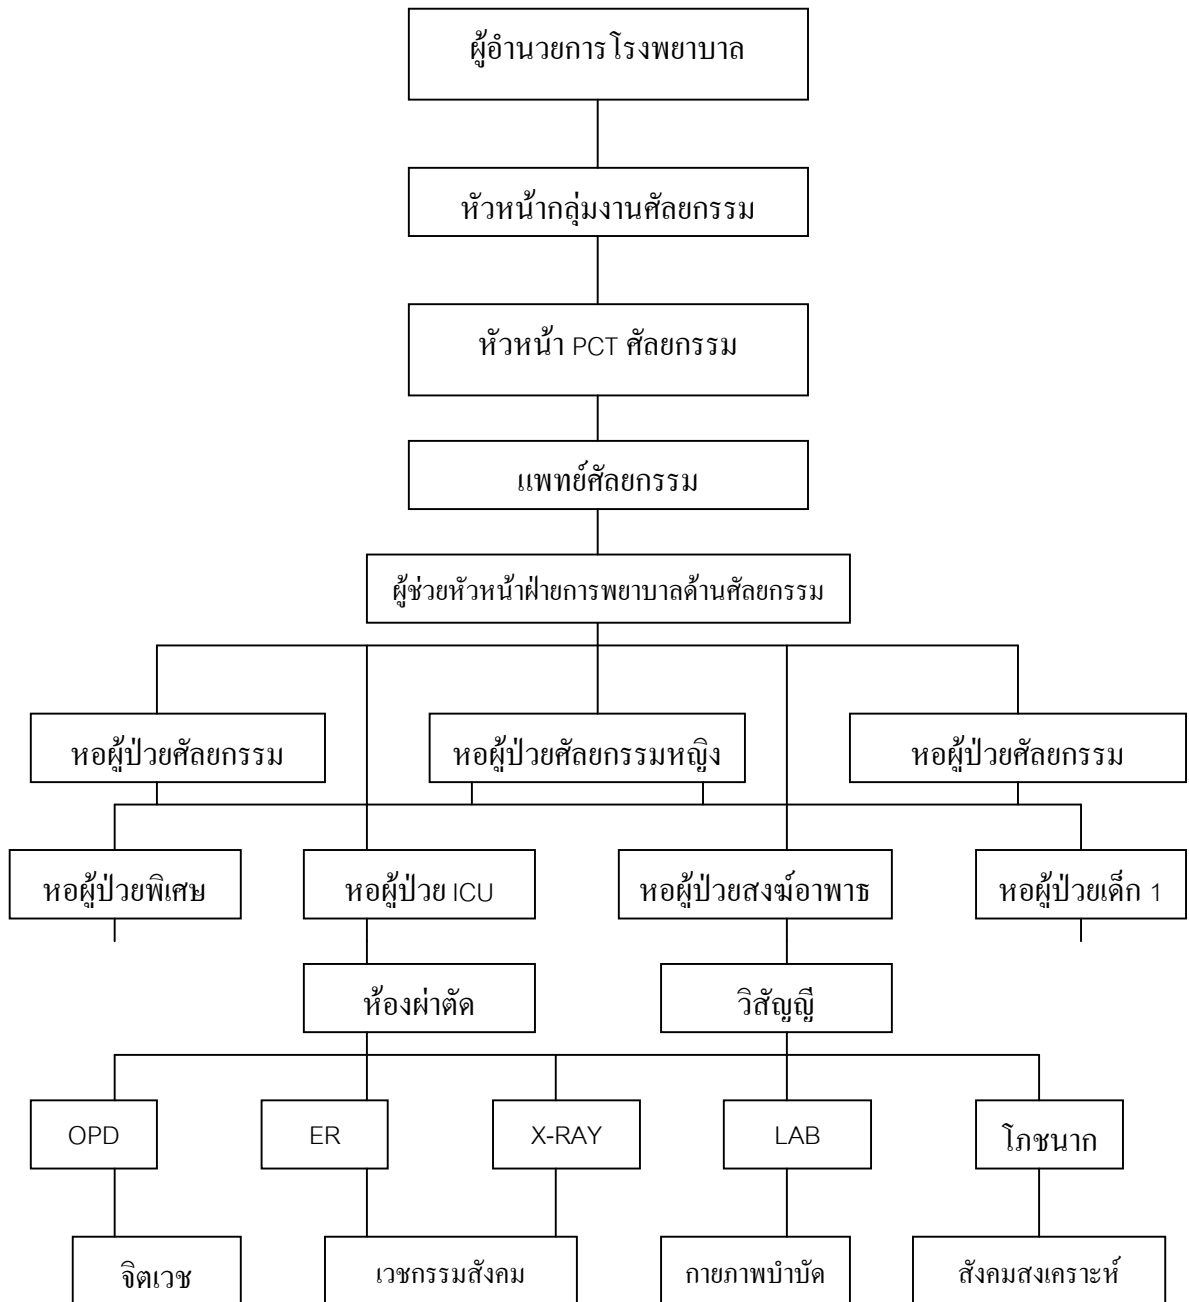 ผู้อำนวยการโรงพยาบาล
หัวหน้ากลุ่มงานศัลยกรรม
หัวหน้า PCT ศัลยกรรม
แพทย์ศัลยกรรม
ผู้ช่วยหัวหน้าฝ่ายการพยาบาลด้านศัลยกรรม
หอผู้ป่วยศัลยกรรม
หอผู้ป่วยศัลยกรรมหญิง
หอผู้ป่วยศัลยกรรม
หอผู้ป่วยพิเศษ
หอผู้ป่วย ICU
หอผู้ป่วยสงฆ์อาพาธ
หอผู้ป่วยเด็ก 1
ห้องผ่าตัด
วิสัญญี
OPD
ER
X-RAY
LAB
โภชนาก
จิตเวช
เวชกรรมสังคม
กายภาพบำบัด
สังคมสงเคราะห์